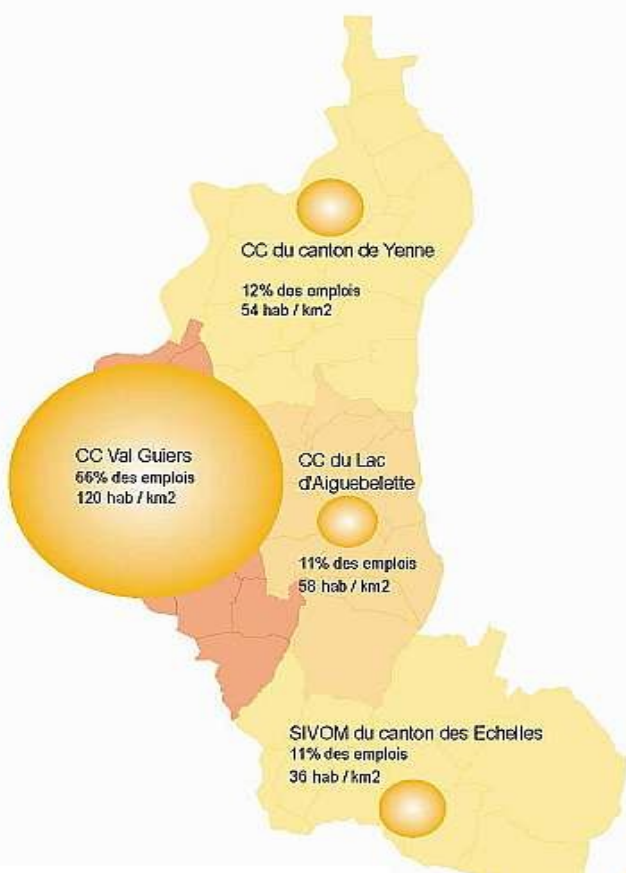 CC du canton de Yenne
12% des emplois
54 hab / km2
CC Val Guiers
66% des emplois
120 hab / km2
CC du Lac
d'Aiguebelette
11% des emplois
58 hab / km2
SIVOM du canton des Echelles
11% des emplois
36 hab / km2